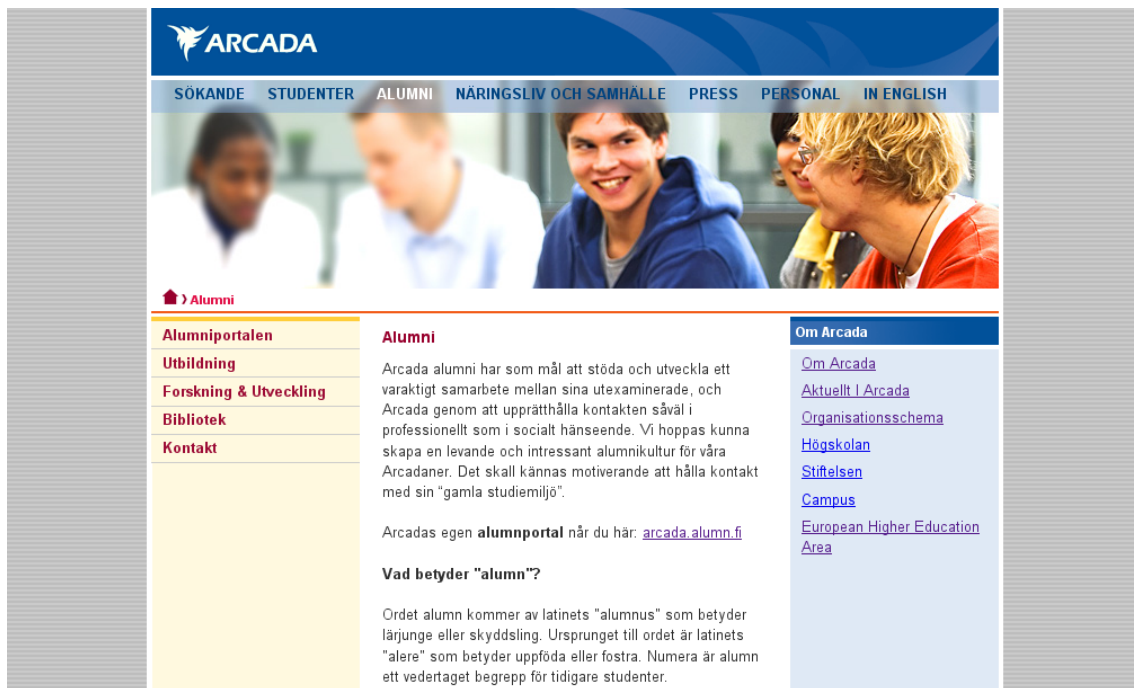 ARCADA
SÖKANDE STUDENTER ALUMNI NÄRINGSLIV OCH SAMHÄLLE PRESS PERSONAL IN ENGLISH
Alumni
Alumniportalen
Utbildning
Forskning & Utveckling
Bibliotek
Kontakt
Alumni
Arcada alumni har som mål att stöda och utveckla ett
varaktigt samarbete mellan sina utexaminerade, och
Arcada genom att upprätthålla kontakten såväl i
professionellt som i socialt hänseende. Vi hoppas kunna
skapa en levande och intressant alumnikultur för våra
Arcadaner. Det skall kännas motiverande att hålla kontakt
med sin “gamla studiemiljö”.
Arcadas egen alumnportal når du här: arcada.alumn.fi
Vad betyder "alumn"?
Ordet alumn kommer av latinets "alumnus" som betyder
lärjunge eller skyddsling. Ursprunget till ordet är latinets
"alere" som betyder uppföda eller fostra. Numera är alumn
ett vedertaget begrepp för tidigare studenter.
Om Arcada
Om Arcada
Aktuellt I Arcada
Organisationsschema
Högskolan
Stiftelsen
Campus
European Higher Education
Area